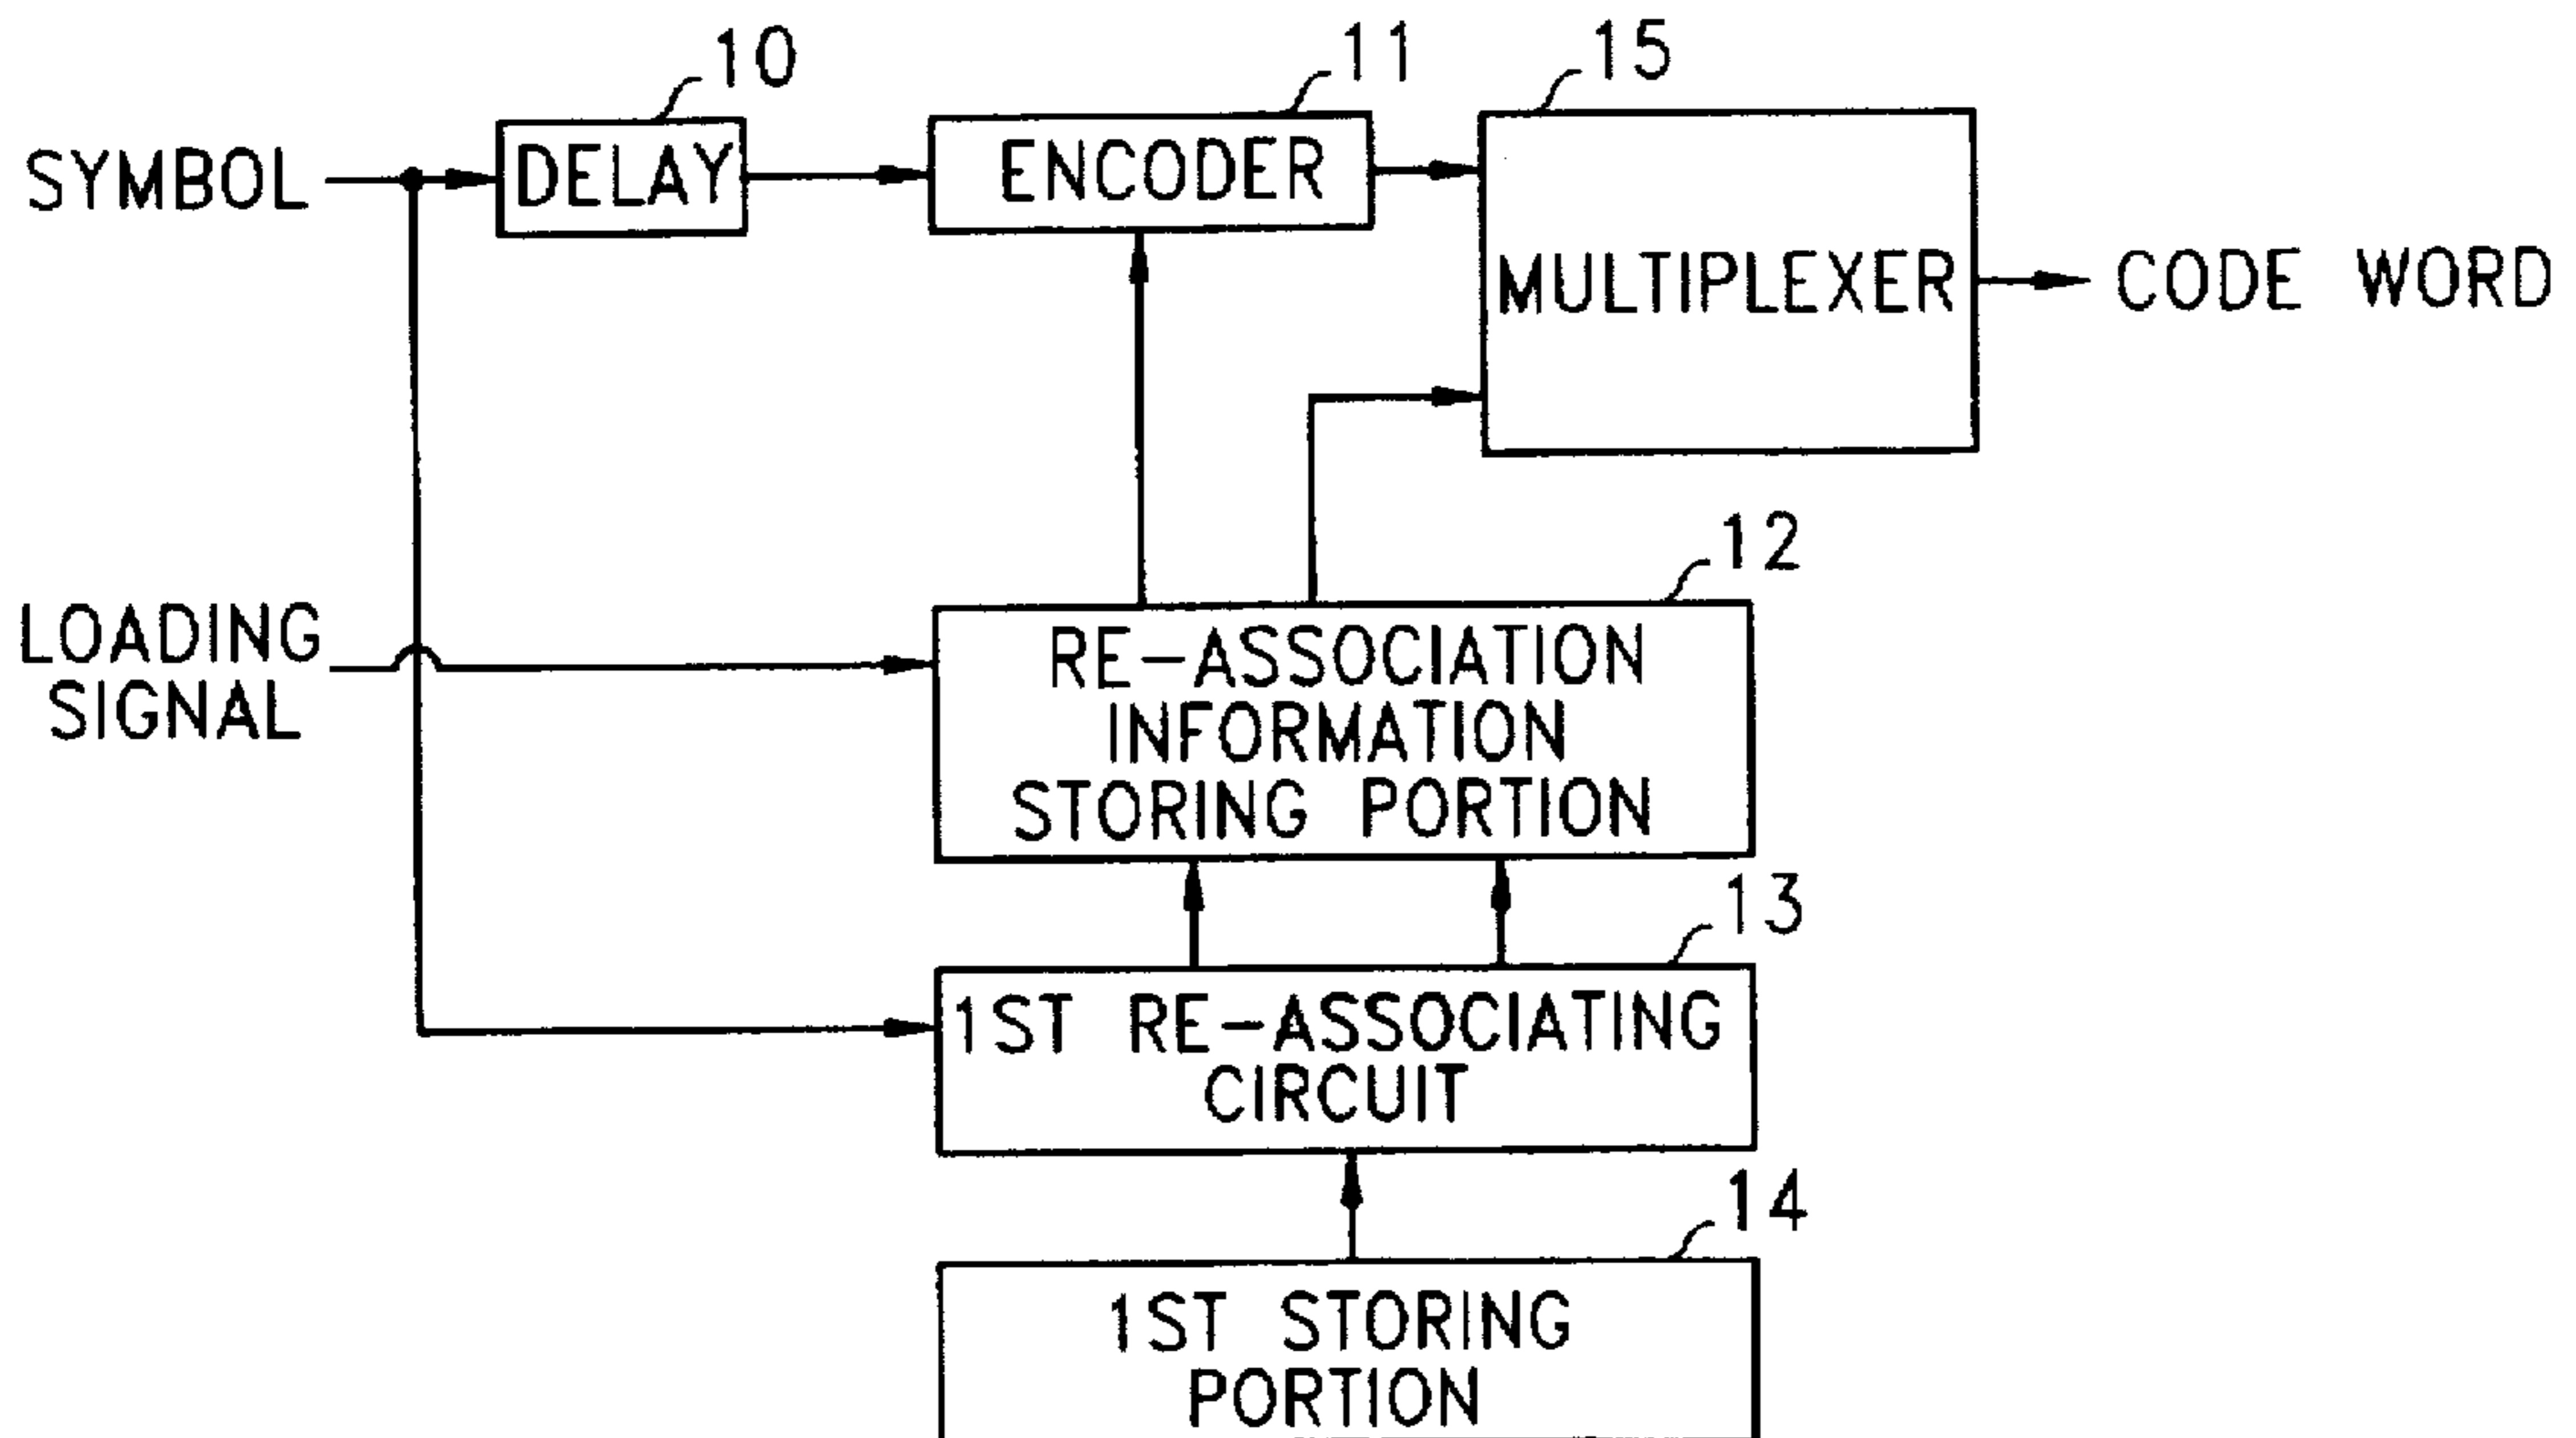 10
11
15
SYMBOL
DELAY
ENCODER
MULTIPLEXER
CODE WORD
12
LOADING
SIGNAL
RE-ASSOCIATION
INFORMATION
STORING PORTION
13
1ST RE-ASSOCIATING
CIRCUIT
14
1ST STORING
PORTION